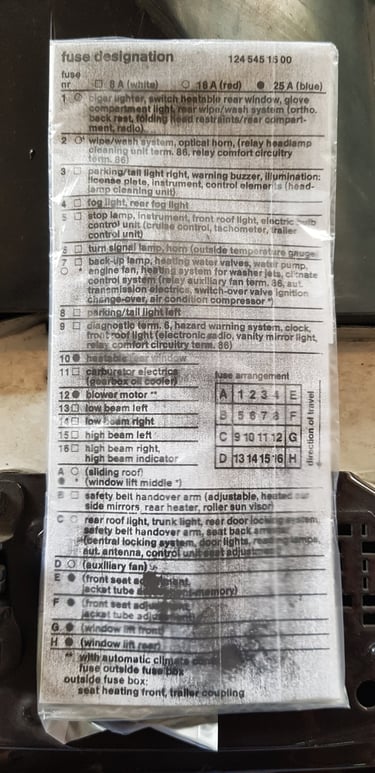 fuse designation 124 545 15 00
fuse
nr □ 8 A (white) ○ 16 A (red) ● 25 A (blue)
1 ○ cigar lighter, switch heatable rear window, glove
compartment light, rear wipe/wash system (ortho.
back rest, folding head restraints/rear compart-
ment, radio)
2 ○ wipe/wash system, optical horn, (relay headlamp
cleaning unit term. 86, relay comfort circuitry
term. 86)
3 □ parking/tail light right, warning buzzer, illumination:
license plate, instrument, control elements (head-
lamp cleaning unit)
4 □ fog light, rear fog light
5 □ stop lamp, instrument, front roof light, electric bulb
control unit (cruise control, tachometer, trailer
control unit)
6 □ turn signal lamp, horn (outside temperature gauge)
7 □ back-up lamp, heating water valves, water pump,
○ * engine fan, heating system for washer jets, climate
control system (relay auxiliary fan term. 86, aut.
transmission electrics, switch-over valve ignition
change-over, air condition compressor *)
8 □ parking/tail light left
9 □ diagnostic term. 6, hazard warning system, clock,
front roof light (electronic radio, vanity mirror light,
relay comfort circuitry term. 86)
10 ● heatable rear window
11 □ carburetor electrics
(gearbox oil cooler)
12 ● blower motor **
13 □ low beam left
14 □ low beam right
15 □ high beam left
16 □ high beam right,
high beam indicator
fuse arrangement
A 1 2 3 4 E
B 5 6 7 8 F
C 9 10 11 12 G
D 13 14 15 16 H
direction of travel
A ○ (sliding roof)
● * (window lift middle *)
B □ safety belt handover arm (adjustable, heated
side mirrors, rear heater, roller sun visor)
C ○ rear roof light, trunk light, rear door locking system,
safety belt handover arm, seat back
(central locking system, door lights, reading lamps,
aut. antenna, control unit seat adjustment)
D ○ (auxiliary fan)
E ● (front seat adjustment,
jacket tube -memory)
F ● (front seat
jacket tube
G ● (window lift front)
H ● (window lift rear)
** with automatic climate
fuse outside fuse box
outside fuse box:
seat heating front, trailer coupling